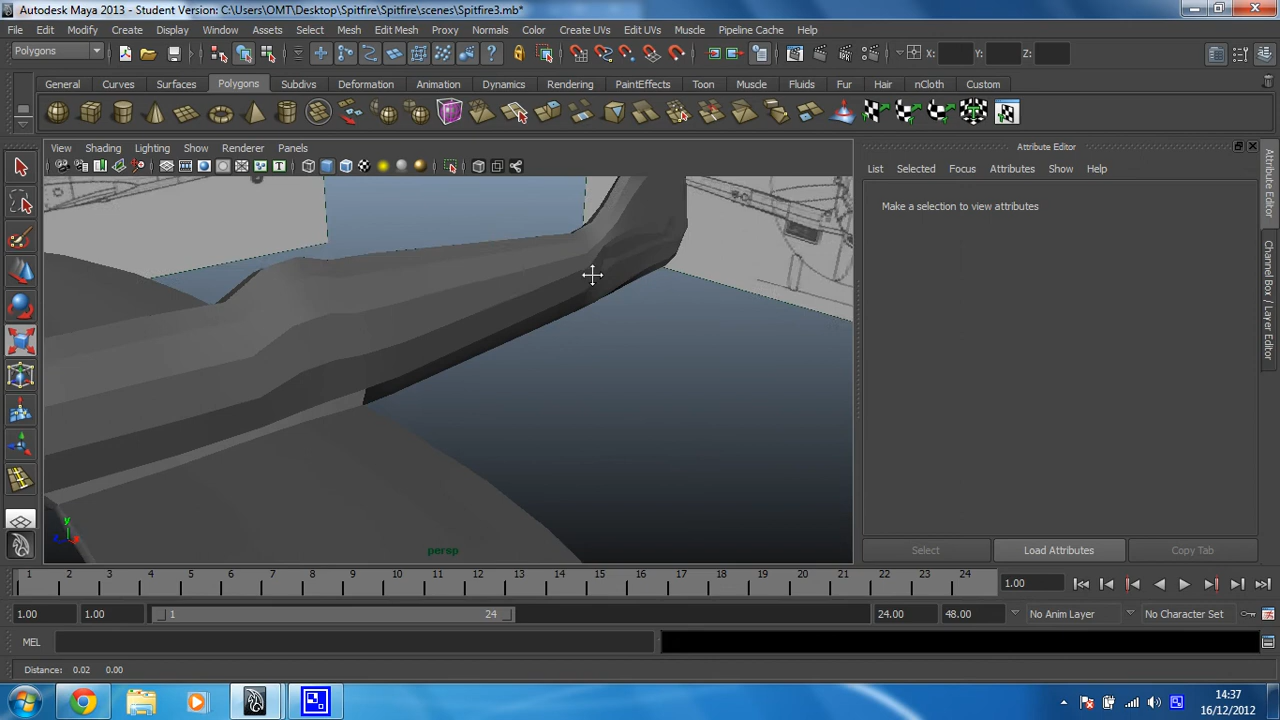 Autodesk Maya 2013 - Student Version: C:\Users\OMT\Desktop\Spitfire\Spitfire\scenes\Spitfire3.mb*
File Edit Modify Create Display Window Assets Select Mesh Edit Mesh Proxy Normals Color Create UVs Edit UVs Muscle Pipeline Cache Help
Polygons X: Y: Z:
General Curves Surfaces Polygons Subdivs Deformation Animation Dynamics Rendering PaintEffects Toon Muscle Fluids Fur Hair nCloth Custom
View Shading Lighting Show Renderer Panels
Attribute Editor
List Selected Focus Attributes Show Help
Make a selection to view attributes
Attribute Editor
Channel Box / Layer Editor
y
x
persp
Select Load Attributes Copy Tab
1 2 3 4 5 6 7 8 9 10 11 12 13 14 15 16 17 18 19 20 21 22 23 24 1.00
1.00 1.00 1 24 24.00 48.00 No Anim Layer No Character Set
MEL
Distance: 0.02 0.00
14:37
16/12/2012